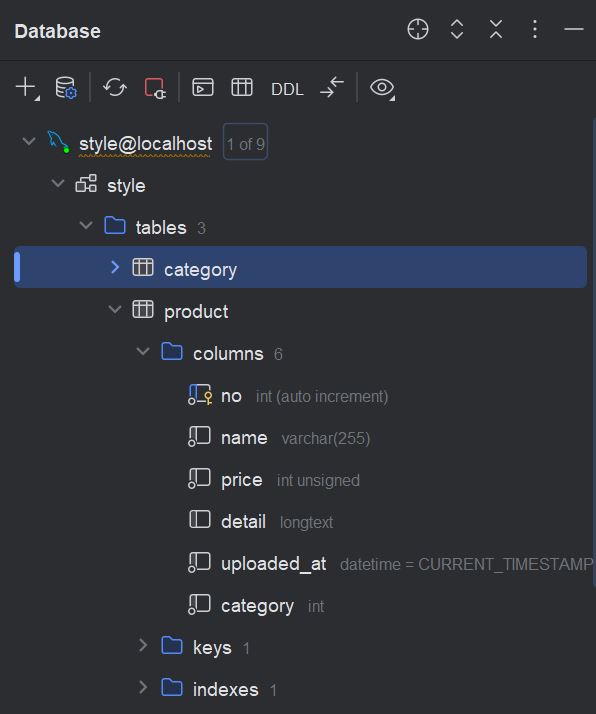 Database
DDL
style@localhost 1 of 9
style
tables 3
category
product
columns 6
no int (auto increment)
name varchar(255)
price int unsigned
detail longtext
uploaded_at datetime = CURRENT_TIMESTAMP
category int
keys 1
indexes 1